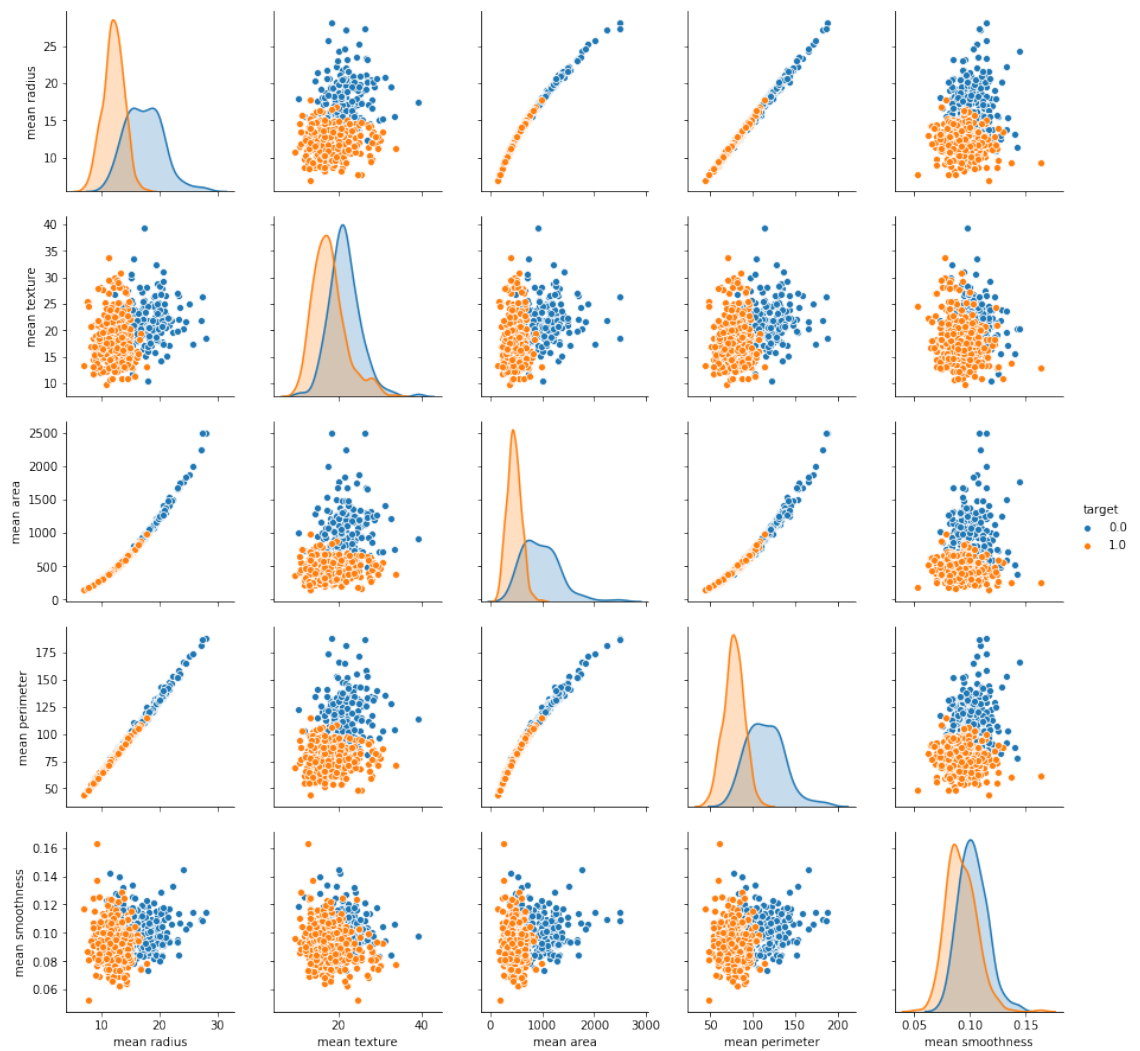 mean radius
25
20
15
10
mean texture
40
35
30
25
20
15
10
mean area
2500
2000
1500
1000
500
0
target
0.0
1.0
mean perimeter
175
150
125
100
75
50
mean smoothness
0.16
0.14
0.12
0.10
0.08
0.06
10 20 30
mean radius
20 40
mean texture
0 1000 2000 3000
mean area
50 100 150 200
mean perimeter
0.05 0.10 0.15
mean smoothness